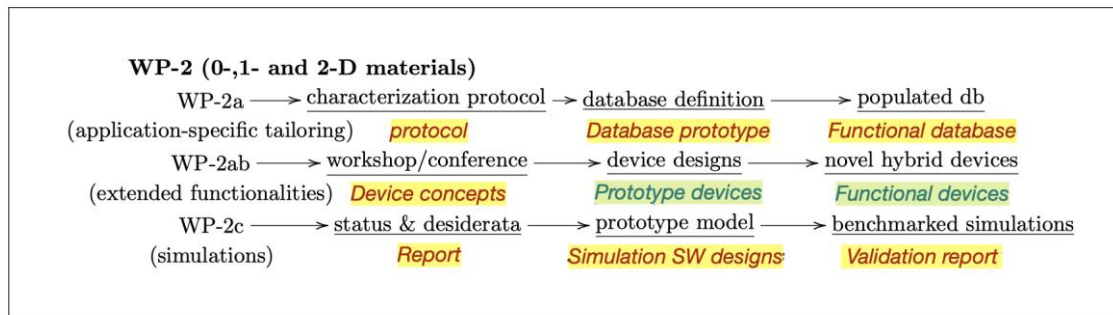 WP-2 (0-,1- and 2-D materials)
WP-2a → characterization protocol → database definition → populated db
(application-specific tailoring) protocol Database prototype Functional database
WP-2ab → workshop/conference → device designs → novel hybrid devices
(extended functionalities) Device concepts Prototype devices Functional devices
WP-2c → status & desiderata → prototype model → benchmarked simulations
(simulations) Report Simulation SW designs Validation report